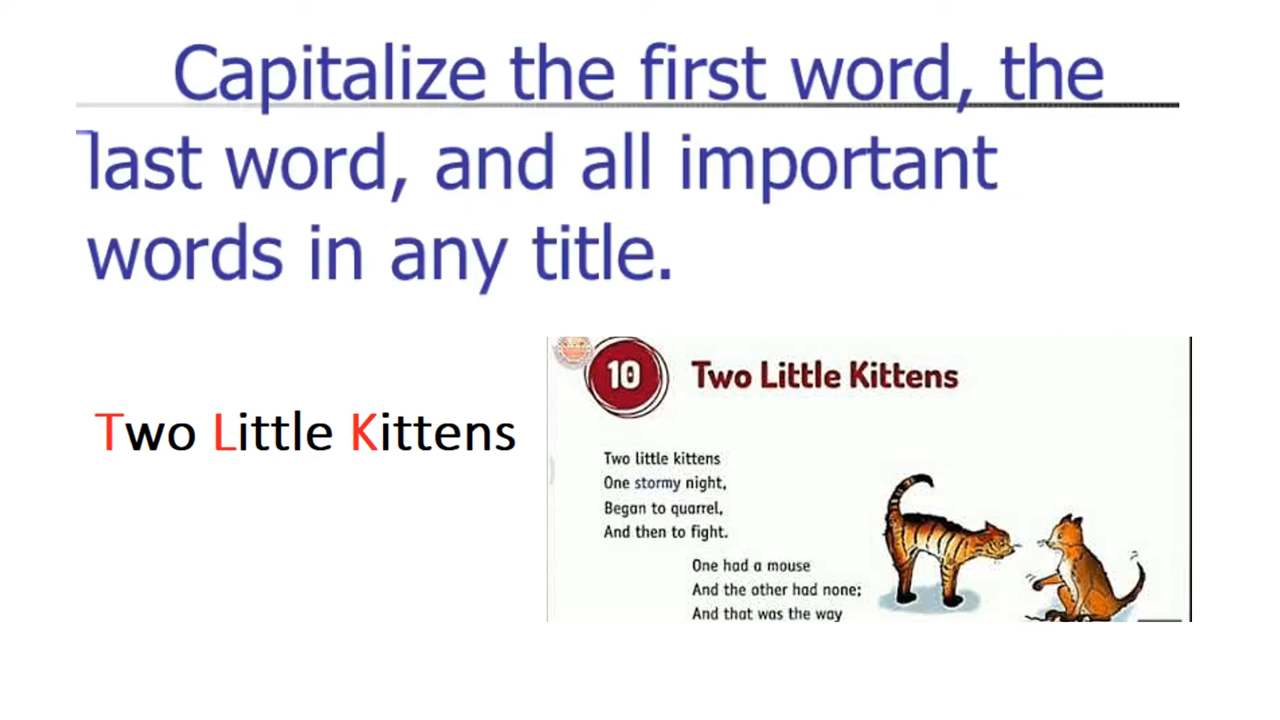 Capitalize the first word, the
last word, and all important
words in any title.
Two Little Kittens
10 Two Little Kittens
Two little kittens
One stormy night,
Began to quarrel,
And then to fight.
One had a mouse
And the other had none;
And that was the way